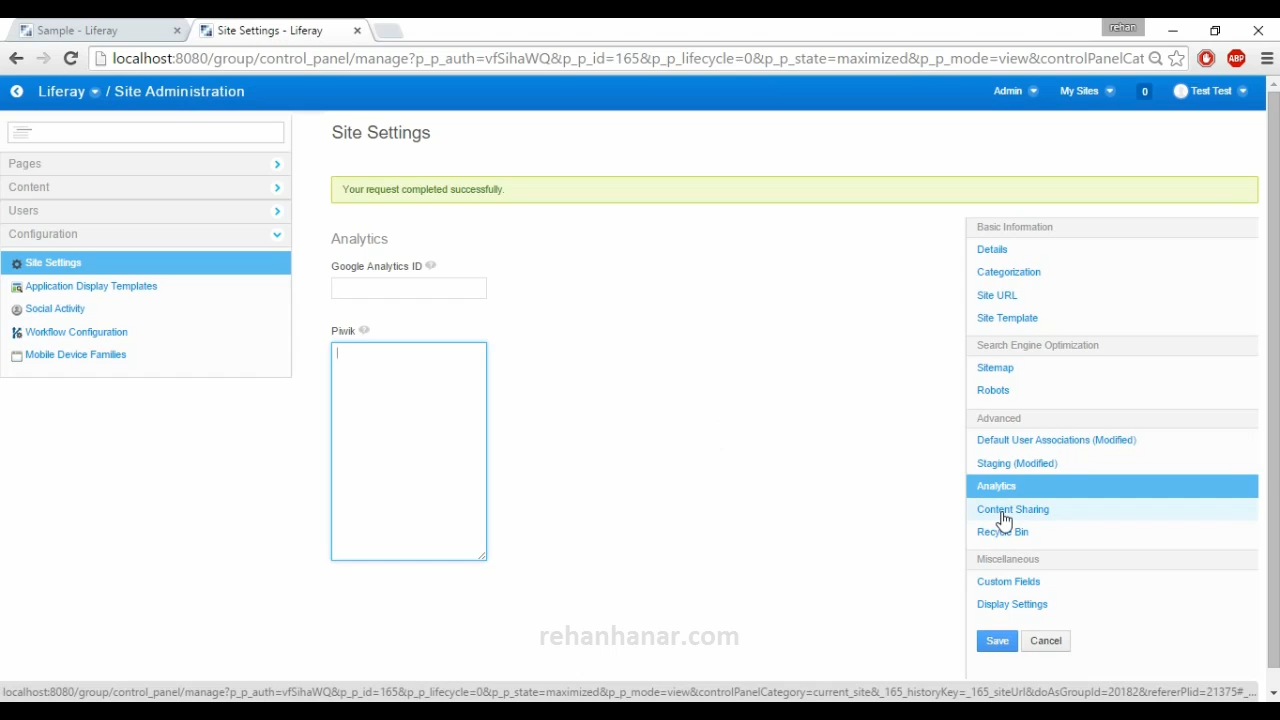 Sample - Liferay
Site Settings - Liferay
rehan
localhost:8080/group/control_panel/manage?p_p_auth=vfSihaWQ&p_p_id=165&p_p_lifecycle=0&p_p_state=maximized&p_p_mode=view&controlPanelCat
ABP
Liferay / Site Administration
Admin
My Sites
0
Test Test
Site Settings
Pages
Content
Users
Configuration
Site Settings
Application Display Templates
Social Activity
Workflow Configuration
Mobile Device Families
Your request completed successfully.
Analytics
Google Analytics ID
Piwik
Basic Information
Details
Categorization
Site URL
Site Template
Search Engine Optimization
Sitemap
Robots
Advanced
Default User Associations (Modified)
Staging (Modified)
Analytics
Content Sharing
Recycle Bin
Miscellaneous
Custom Fields
Display Settings
Save
Cancel
rehanhanar.com
localhost:8080/group/control_panel/manage?p_p_auth=vfSihaWQ&p_p_id=165&p_p_lifecycle=0&p_p_state=maximized&p_p_mode=view&controlPanelCategory=current_site&_165_historyKey=_165_siteUrl&doAsGroupId=20182&refererPlid=21375#_...